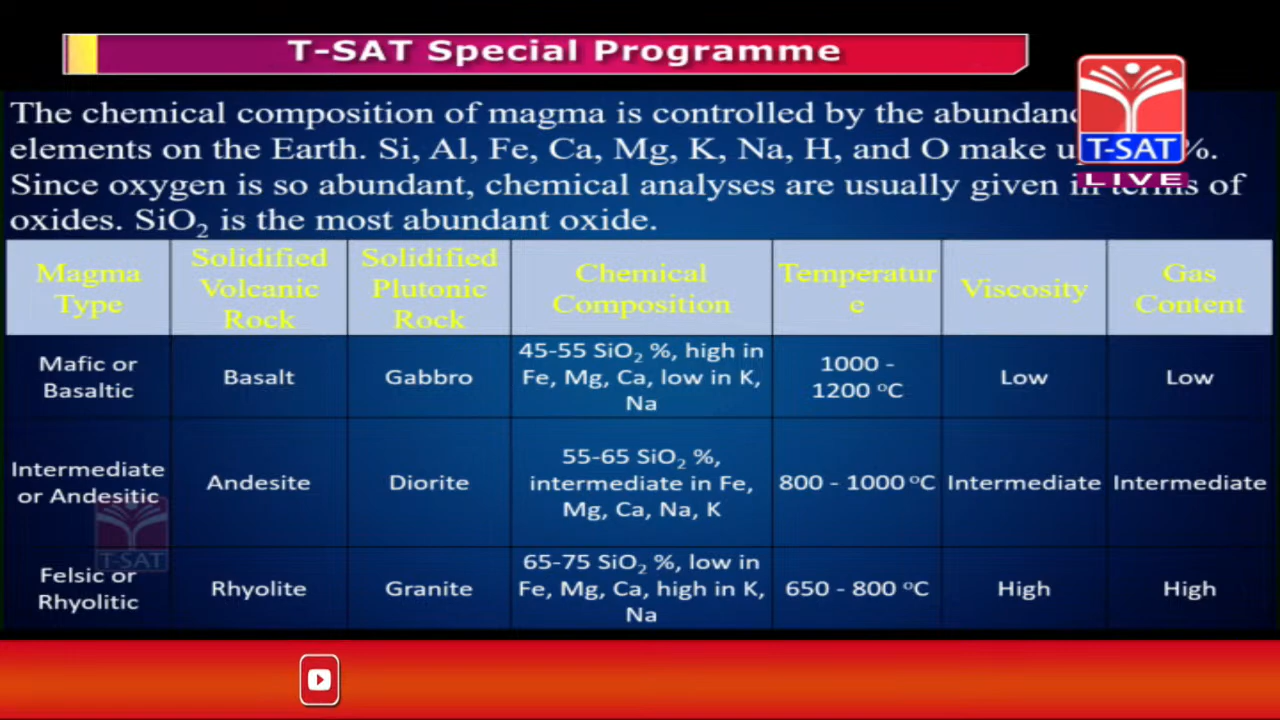 T-SAT Special Programme
The chemical composition of magma is controlled by the
elements on the Earth. Si, Al, Fe, Ca, Mg, K, Na, H, and O make %.
Since oxygen is so abundant, chemical analyses are usually given in terms of
oxides. SiO₂ is the most abundant oxide.
T-SAT
LIVE
Magma Type
Solidified Volcanic Rock
Solidified Plutonic Rock
Chemical Composition
Temperatur
e
Viscosity
Gas Content
Mafic or
Basaltic
Basalt
Gabbro
45-55 SiO₂ %, high in
Fe, Mg, Ca, low in K,
Na
1000 -
1200 °C
Low
Low
Intermediate
or Andesitic
Andesite
Diorite
55-65 SiO₂ %,
intermediate in Fe,
Mg, Ca, Na, K
800 - 1000 °C
Intermediate
Intermediate
T-SAT
Felsic or
Rhyolitic
Rhyolite
Granite
65-75 SiO₂ %, low in
Fe, Mg, Ca, high in K,
Na
650 - 800 °C
High
High